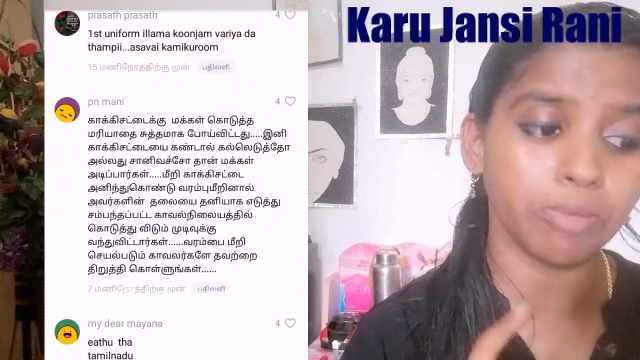 Karu Jansi Rani
prasath prasath
4
1st uniform illama koonjam variya da
thampii...asavai kamikuroom
15 மணிநேரத்திற்கு முன்
பதிலளி
pn mani
4
காக்கிசட்டைக்கு மக்கள் கொடுத்த
மரியாதை சுத்தமாக போய்விட்டது.....இனி
காக்கிசட்டையை கண்டால் கல்லெடுத்தோ
அல்லது சானிவச்சோ தான் மக்கள்
அடிப்பார்கள்.....மீறி காக்கிசட்டை
அனிந்துகொண்டு வரம்புமீறினால்
அவர்களின் தலையை தனியாக எடுத்து
சம்பந்தப்பட்ட காவல்நிலையத்தில்
கொடுத்து விடும் முடிவுக்கு
வந்துவிட்டார்கள்......வரம்பை மீறி
செயல்படும் காவலர்களே தவற்றை
திறுத்தி கொள்ளுங்கள்......
7 மணிநேரத்திற்கு முன்
பதிலளி
my dear mayana
4
eathu tha
tamilnadu